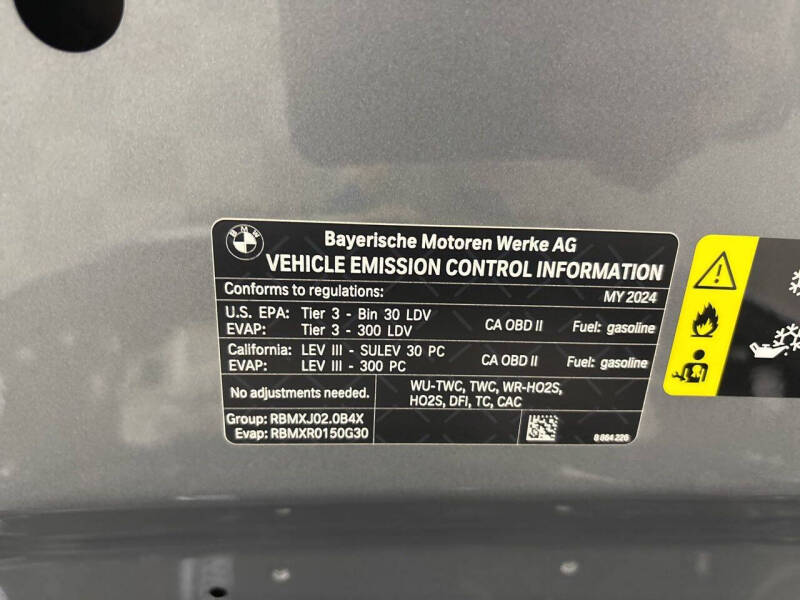 BMW
Bayerische Motoren Werke AG
VEHICLE EMISSION CONTROL INFORMATION
Conforms to regulations: MY 2024
U.S. EPA: Tier 3 - Bin 30 LDV
EVAP: Tier 3 - 300 LDV CA OBD II Fuel: gasoline
California: LEV III - SULEV 30 PC
EVAP: LEV III - 300 PC CA OBD II Fuel: gasoline
No adjustments needed. WU-TWC, TWC, WR-HO2S,
HO2S, DFI, TC, CAC
Group: RBMXJ02.0B4X
Evap: RBMXR0150G30
8 864 226